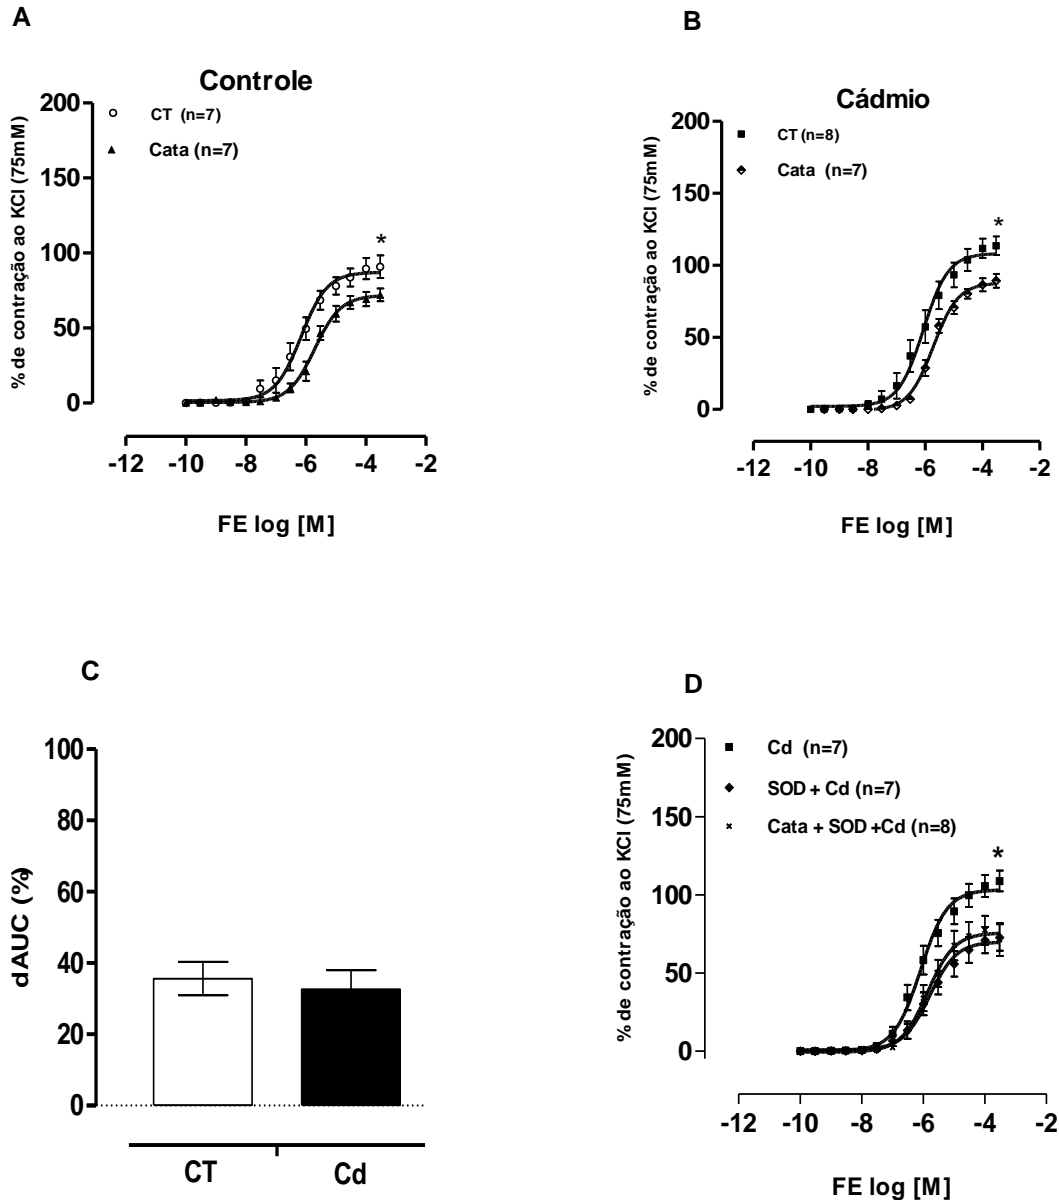 A
Controle
200
150
100
50
0
% de contração ao KCl (75mM)
CT (n=7)
Cata (n=7)
*
-12 -10 -8 -6 -4 -2
FE log [M]
B
Cádmio
200
150
100
50
0
% de contração ao KCl (75mM)
CT (n=8)
Cata (n=7)
*
-12 -10 -8 -6 -4 -2
FE log [M]
C
100
80
60
40
20
0
dAUC (%)
CT Cd
D
200
150
100
50
0
% de contração ao KCl (75mM)
Cd (n=7)
SOD + Cd (n=7)
Cata + SOD +Cd (n=8)
*
-12 -10 -8 -6 -4 -2
FE log [M]